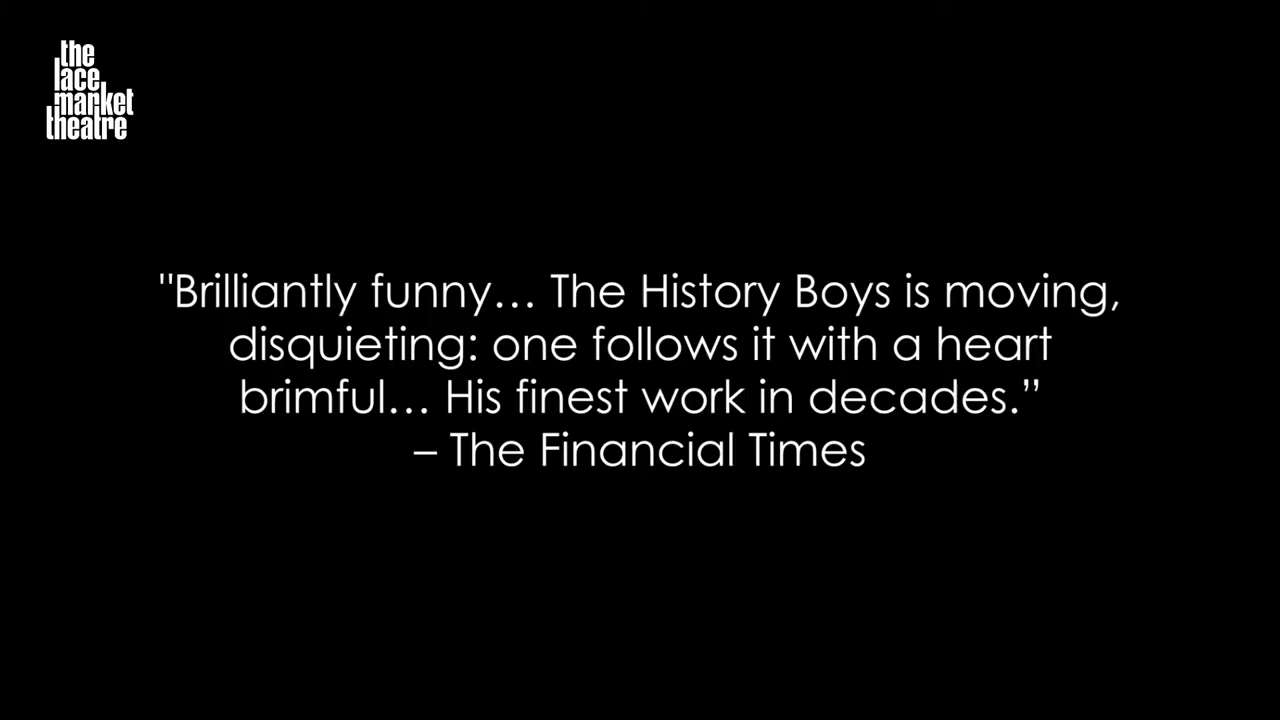 the
lace
market
theatre
"Brilliantly funny… The History Boys is moving,
disquieting: one follows it with a heart
brimful… His finest work in decades.”
– The Financial Times